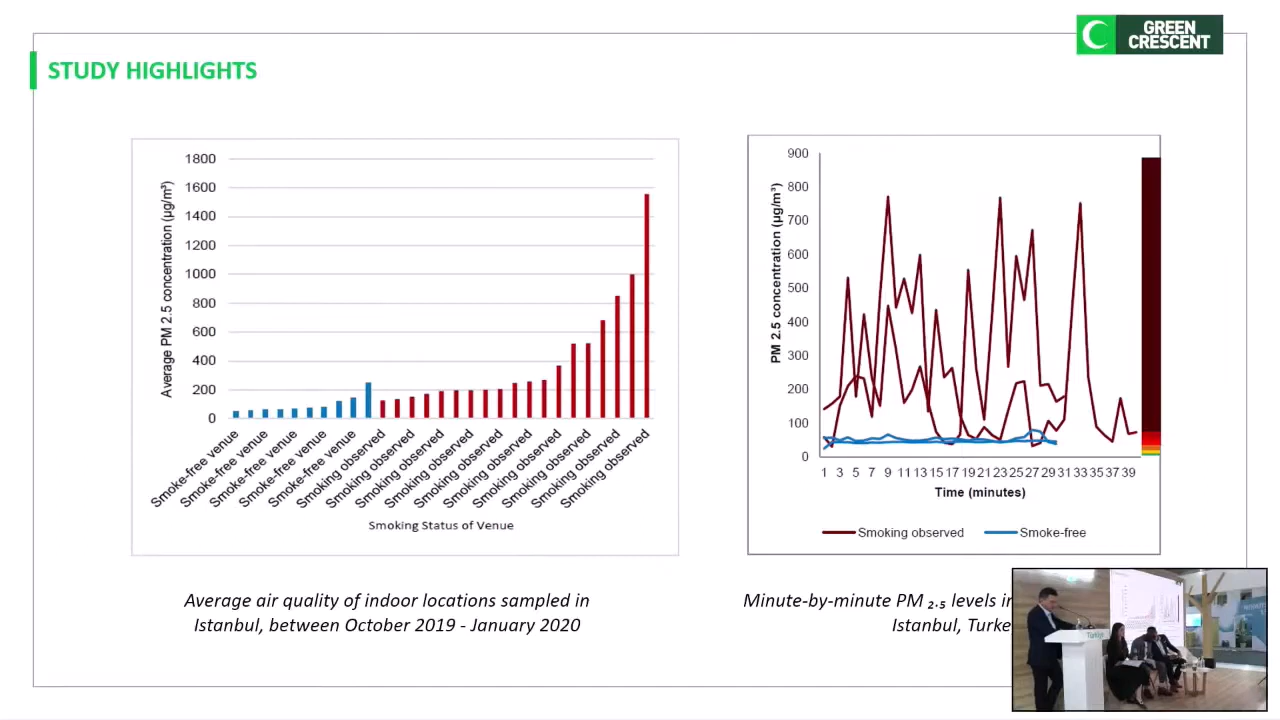 GREEN
CRESCENT
STUDY HIGHLIGHTS
Average PM 2.5 concentration (µg/m³)
1800
1600
1400
1200
1000
800
600
400
200
0
Smoke-free venue
Smoke-free venue
Smoke-free venue
Smoke-free venue
Smoke-free venue
Smoking observed
Smoking observed
Smoking observed
Smoking observed
Smoking observed
Smoking observed
Smoking observed
Smoking observed
Smoking observed
Smoking observed
Smoking Status of Venue
Average air quality of indoor locations sampled in
Istanbul, between October 2019 - January 2020
PM 2.5 concentration (µg/m³)
900
800
700
600
500
400
300
200
100
0
1 3 5 7 9 11 13 15 17 19 21 23 25 27 29 31 33 35 37 39
Time (minutes)
Smoking observed Smoke-free
Minute-by-minute PM ₂.₅ levels in
Istanbul, Turke
Türkiye